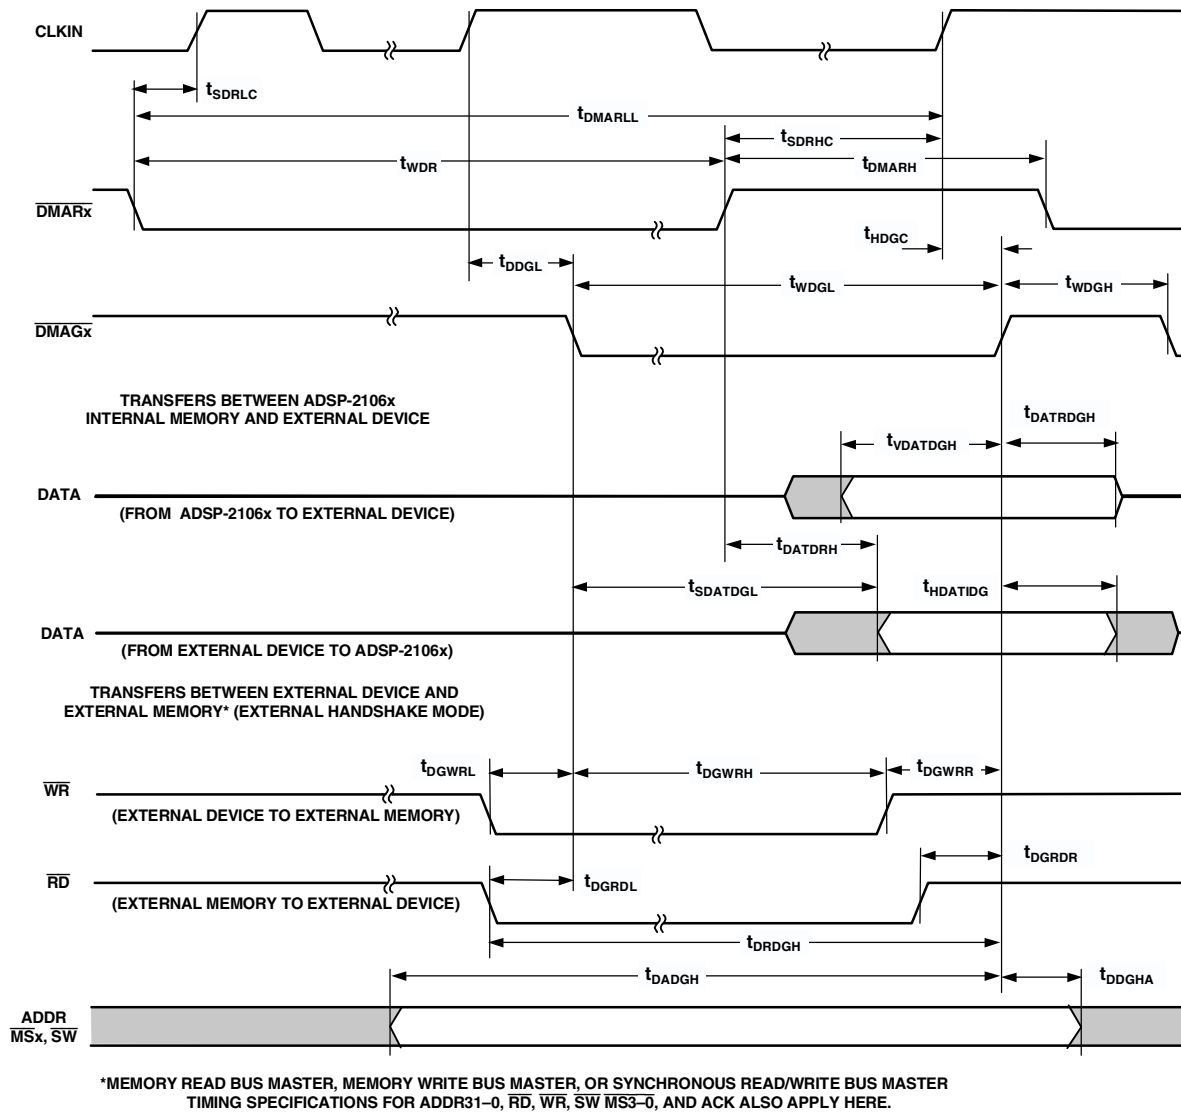 CLKIN
tSDRLC
tDMARLL
tSDRHC
tWDR
tDMARH
DMARx
tHDGC
tDDGL
tWDGL
tWDGH
DMAGx
TRANSFERS BETWEEN ADSP-2106x
INTERNAL MEMORY AND EXTERNAL DEVICE
tDATRDGH
tVDATDGH
DATA
(FROM ADSP-2106x TO EXTERNAL DEVICE)
tDATDRH
tSDATDGL
tHDATIDG
DATA
(FROM EXTERNAL DEVICE TO ADSP-2106x)
TRANSFERS BETWEEN EXTERNAL DEVICE AND
EXTERNAL MEMORY* (EXTERNAL HANDSHAKE MODE)
tDGWRL
tDGWRH
tDGWRR
WR
(EXTERNAL DEVICE TO EXTERNAL MEMORY)
tDGRDR
RD
tDGRDL
(EXTERNAL MEMORY TO EXTERNAL DEVICE)
tDRDGH
tDADGH
tDDGHA
ADDR
MSx, SW
*MEMORY READ BUS MASTER, MEMORY WRITE BUS MASTER, OR SYNCHRONOUS READ/WRITE BUS MASTER
TIMING SPECIFICATIONS FOR ADDR31–0, RD, WR, SW MS3–0, AND ACK ALSO APPLY HERE.